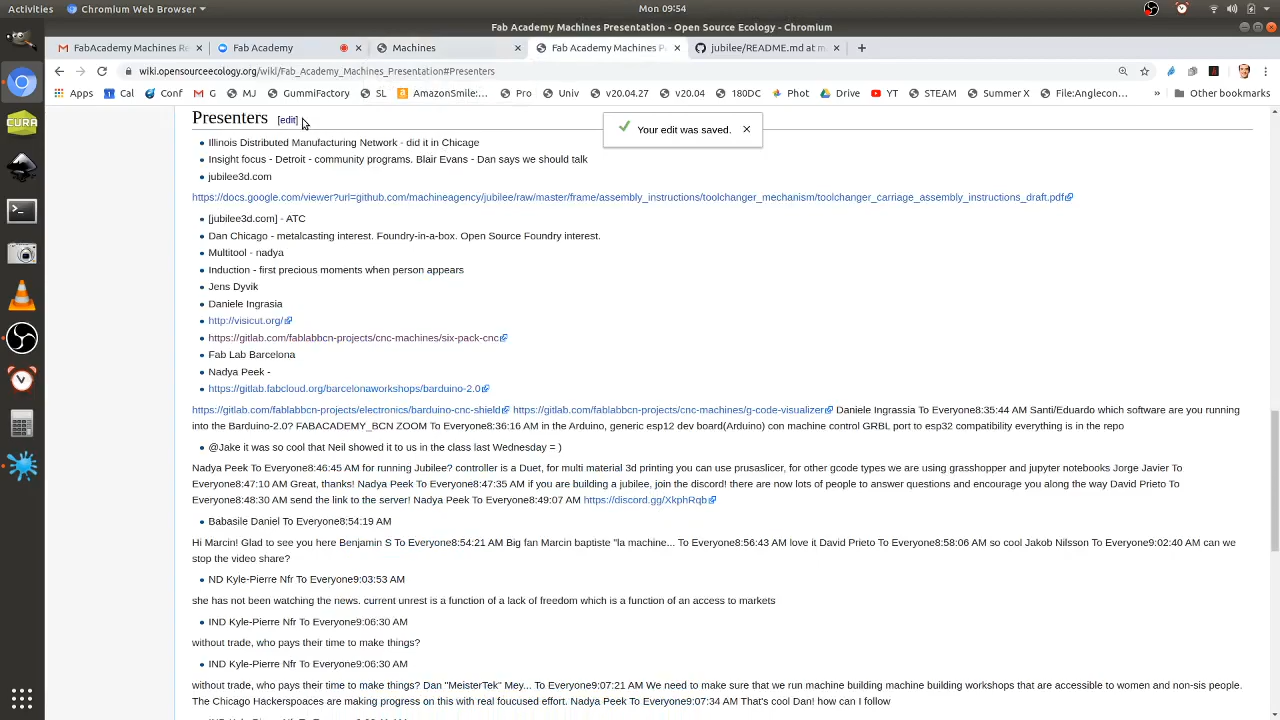 Activities Chromium Web Browser Mon 09:54
Fab Academy Machines Presentation - Open Source Ecology - Chromium
FabAcademy Machines Re × Fab Academy × Machines × Fab Academy Machines P × jubilee/README.md at m ×
wiki.opensourceecology.org/wiki/Fab_Academy_Machines_Presentation#Presenters
Apps Cal Conf G MJ GummiFactory SL AmazonSmile:... Pro Univ v20.04.27 v20.04 180DC Phot Drive YT STEAM Summer X File:Anglecon... » Other bookmarks
Presenters [edit]
Your edit was saved. ×
Illinois Distributed Manufacturing Network - did it in Chicago
Insight focus - Detroit - community programs. Blair Evans - Dan says we should talk
jubilee3d.com
https://docs.google.com/viewer?url=github.com/machineagency/jubilee/raw/master/frame/assembly_instructions/toolchanger_mechanism/toolchanger_carriage_assembly_instructions_draft.pdf
[jubilee3d.com] - ATC
Dan Chicago - metalcasting interest. Foundry-in-a-box. Open Source Foundry interest.
Multitool - nadya
Induction - first precious moments when person appears
Jens Dyvik
Daniele Ingrasia
http://visicut.org/
https://gitlab.com/fablabbcn-projects/cnc-machines/six-pack-cnc
Fab Lab Barcelona
Nadya Peek -
https://gitlab.fabcloud.org/barcelonaworkshops/barduino-2.0
https://gitlab.com/fablabbcn-projects/electronics/barduino-cnc-shield https://gitlab.com/fablabbcn-projects/cnc-machines/g-code-visualizer Daniele Ingrassia To Everyone8:35:44 AM Santi/Eduardo which software are you running
into the Barduino-2.0? FABACADEMY_BCN ZOOM To Everyone8:36:16 AM in the Arduino, generic esp12 dev board(Arduino) con machine control GRBL port to esp32 compatibility everything is in the repo
@Jake it was so cool that Neil showed it to us in the class last Wednesday = )
Nadya Peek To Everyone8:46:45 AM for running Jubilee? controller is a Duet, for multi material 3d printing you can use prusaslicer, for other gcode types we are using grasshopper and jupyter notebooks Jorge Javier To
Everyone8:47:10 AM Great, thanks! Nadya Peek To Everyone8:47:35 AM if you are building a jubilee, join the discord! there are now lots of people to answer questions and encourage you along the way David Prieto To
Everyone8:48:30 AM send the link to the server! Nadya Peek To Everyone8:49:07 AM https://discord.gg/XkphRqb
Babasile Daniel To Everyone8:54:19 AM
Hi Marcin! Glad to see you here Benjamin S To Everyone8:54:21 AM Big fan Marcin baptiste "la machine... To Everyone8:56:43 AM love it David Prieto To Everyone8:58:06 AM so cool Jakob Nilsson To Everyone9:02:40 AM can we
stop the video share?
ND Kyle-Pierre Nfr To Everyone9:03:53 AM
she has not been watching the news. current unrest is a function of a lack of freedom which is a function of an access to markets
IND Kyle-Pierre Nfr To Everyone9:06:30 AM
without trade, who pays their time to make things?
IND Kyle-Pierre Nfr To Everyone9:06:30 AM
without trade, who pays their time to make things? Dan "MeisterTek" Mey... To Everyone9:07:21 AM We need to make sure that we run machine building machine building workshops that are accessible to women and non-sis people.
The Chicago Hackerspoaces are making progress on this with real foucused effort. Nadya Peek To Everyone9:07:34 AM That's cool Dan! how can I follow